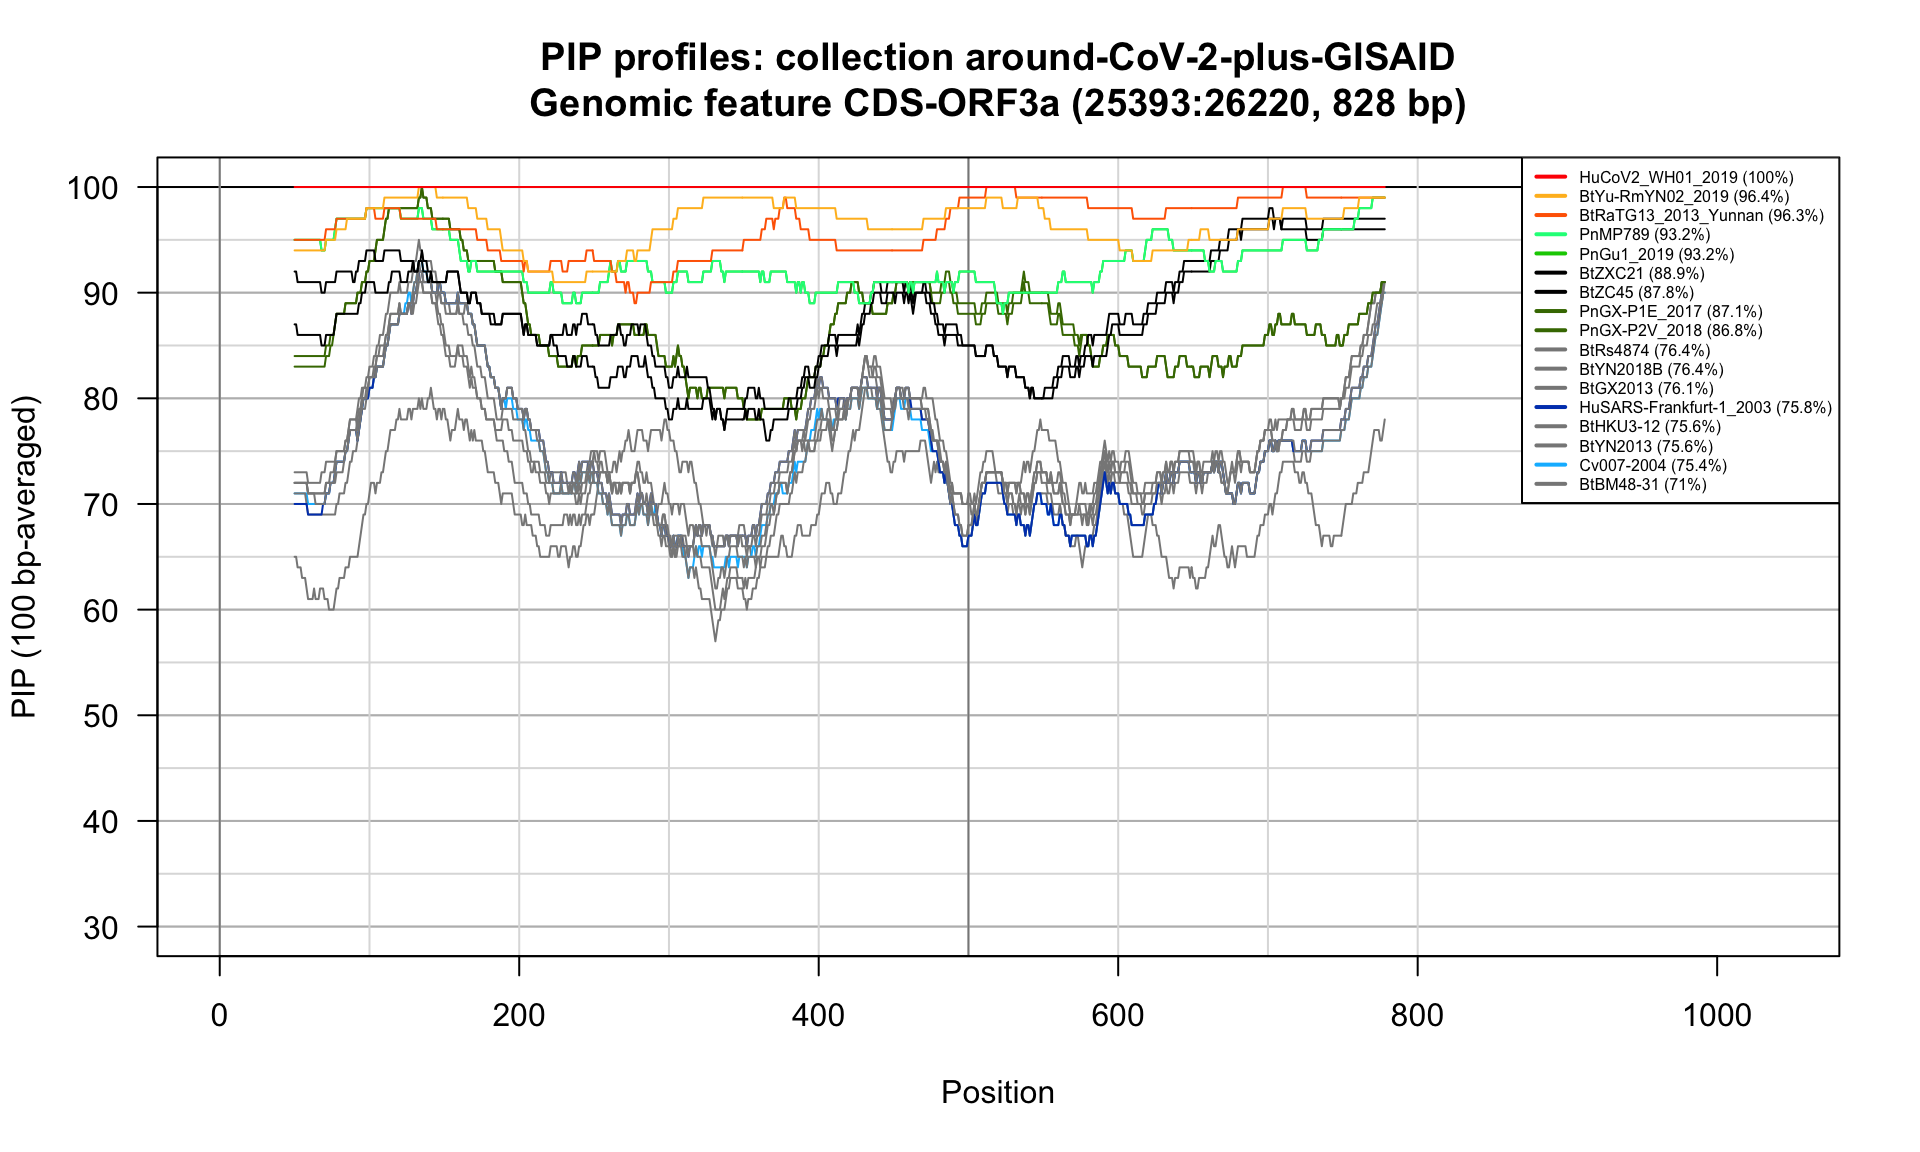 PIP profiles: collection around-CoV-2-plus-GISAID
Genomic feature CDS-ORF3a (25393:26220, 828 bp)
PIP (100 bp-averaged)
100
90
80
70
60
50
40
30
HuCoV2_WH01_2019 (100%)
BtYu-RmYN02_2019 (96.4%)
BtRaTG13_2013_Yunnan (96.3%)
PnMP789 (93.2%)
PnGu1_2019 (93.2%)
BtZXC21 (88.9%)
BtZC45 (87.8%)
PnGX-P1E_2017 (87.1%)
PnGX-P2V_2018 (86.8%)
BtRs4874 (76.4%)
BtYN2018B (76.4%)
BtGX2013 (76.1%)
HuSARS-Frankfurt-1_2003 (75.8%)
BtHKU3-12 (75.6%)
BtYN2013 (75.6%)
Cv007-2004 (75.4%)
BtBM48-31 (71%)
0 200 400 600 800 1000
Position